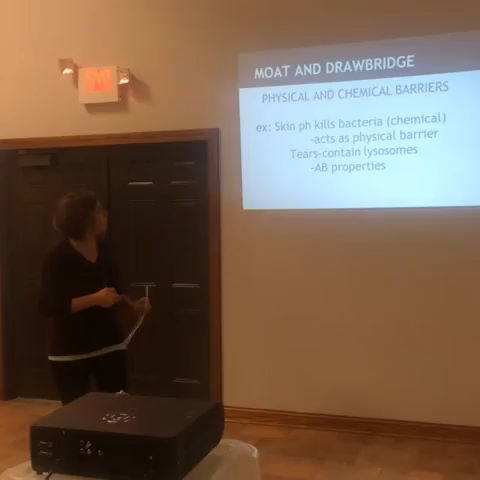 EXIT
MOAT AND DRAWBRIDGE
PHYSICAL AND CHEMICAL BARRIERS
ex: Skin ph kills bacteria (chemical)
-acts as physical barrier
Tears-contain lysosomes
-AB properties